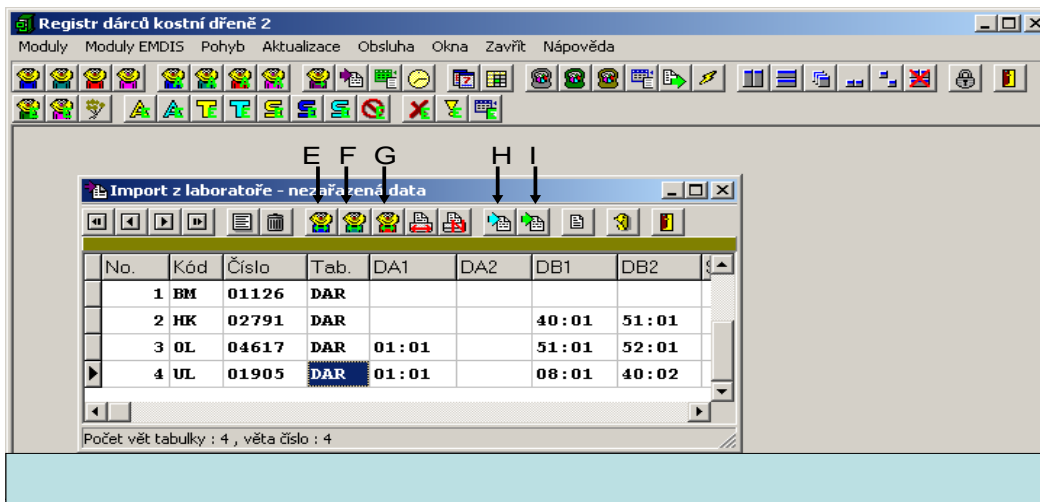 Registr dárců kostní dřeně 2
Moduly Moduly EMDIS Pohyb Aktualizace Obsluha Okna Zavřít Nápověda
E F G H I
Import z laboratoře - nezařazená data
No. Kód Číslo Tab. DA1 DA2 DB1 DB2
1 BM 01126 DAR
2 HK 02791 DAR 40:01 51:01
3 OL 04617 DAR 01:01 51:01 52:01
4 UL 01905 DAR 01:01 08:01 40:02
Počet vět tabulky : 4 , věta číslo : 4